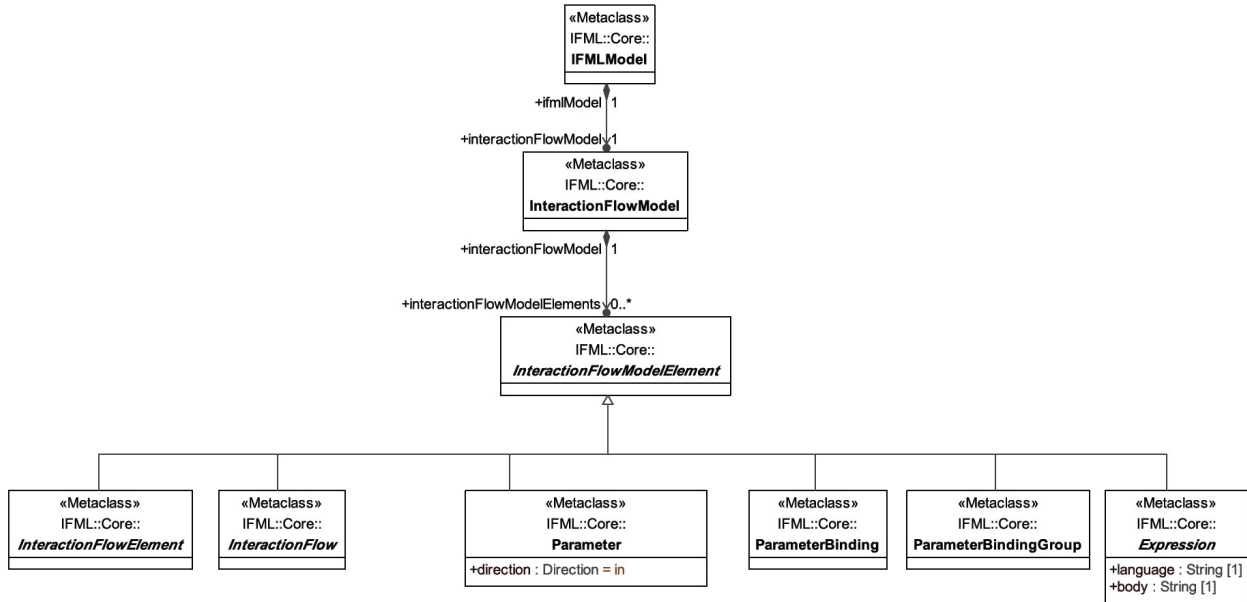 «Metaclass»
IFML::Core::
IFMLModel
+ifmlModel 1
+interactionFlowModel 1
«Metaclass»
IFML::Core::
InteractionFlowModel
+interactionFlowModel 1
+interactionFlowModelElements 0..*
«Metaclass»
IFML::Core::
InteractionFlowModelElement
«Metaclass»
IFML::Core::
InteractionFlowElement
«Metaclass»
IFML::Core::
InteractionFlow
«Metaclass»
IFML::Core::
Parameter
+direction : Direction = in
«Metaclass»
IFML::Core::
ParameterBinding
«Metaclass»
IFML::Core::
ParameterBindingGroup
«Metaclass»
IFML::Core::
Expression
+language : String [1]
+body : String [1]